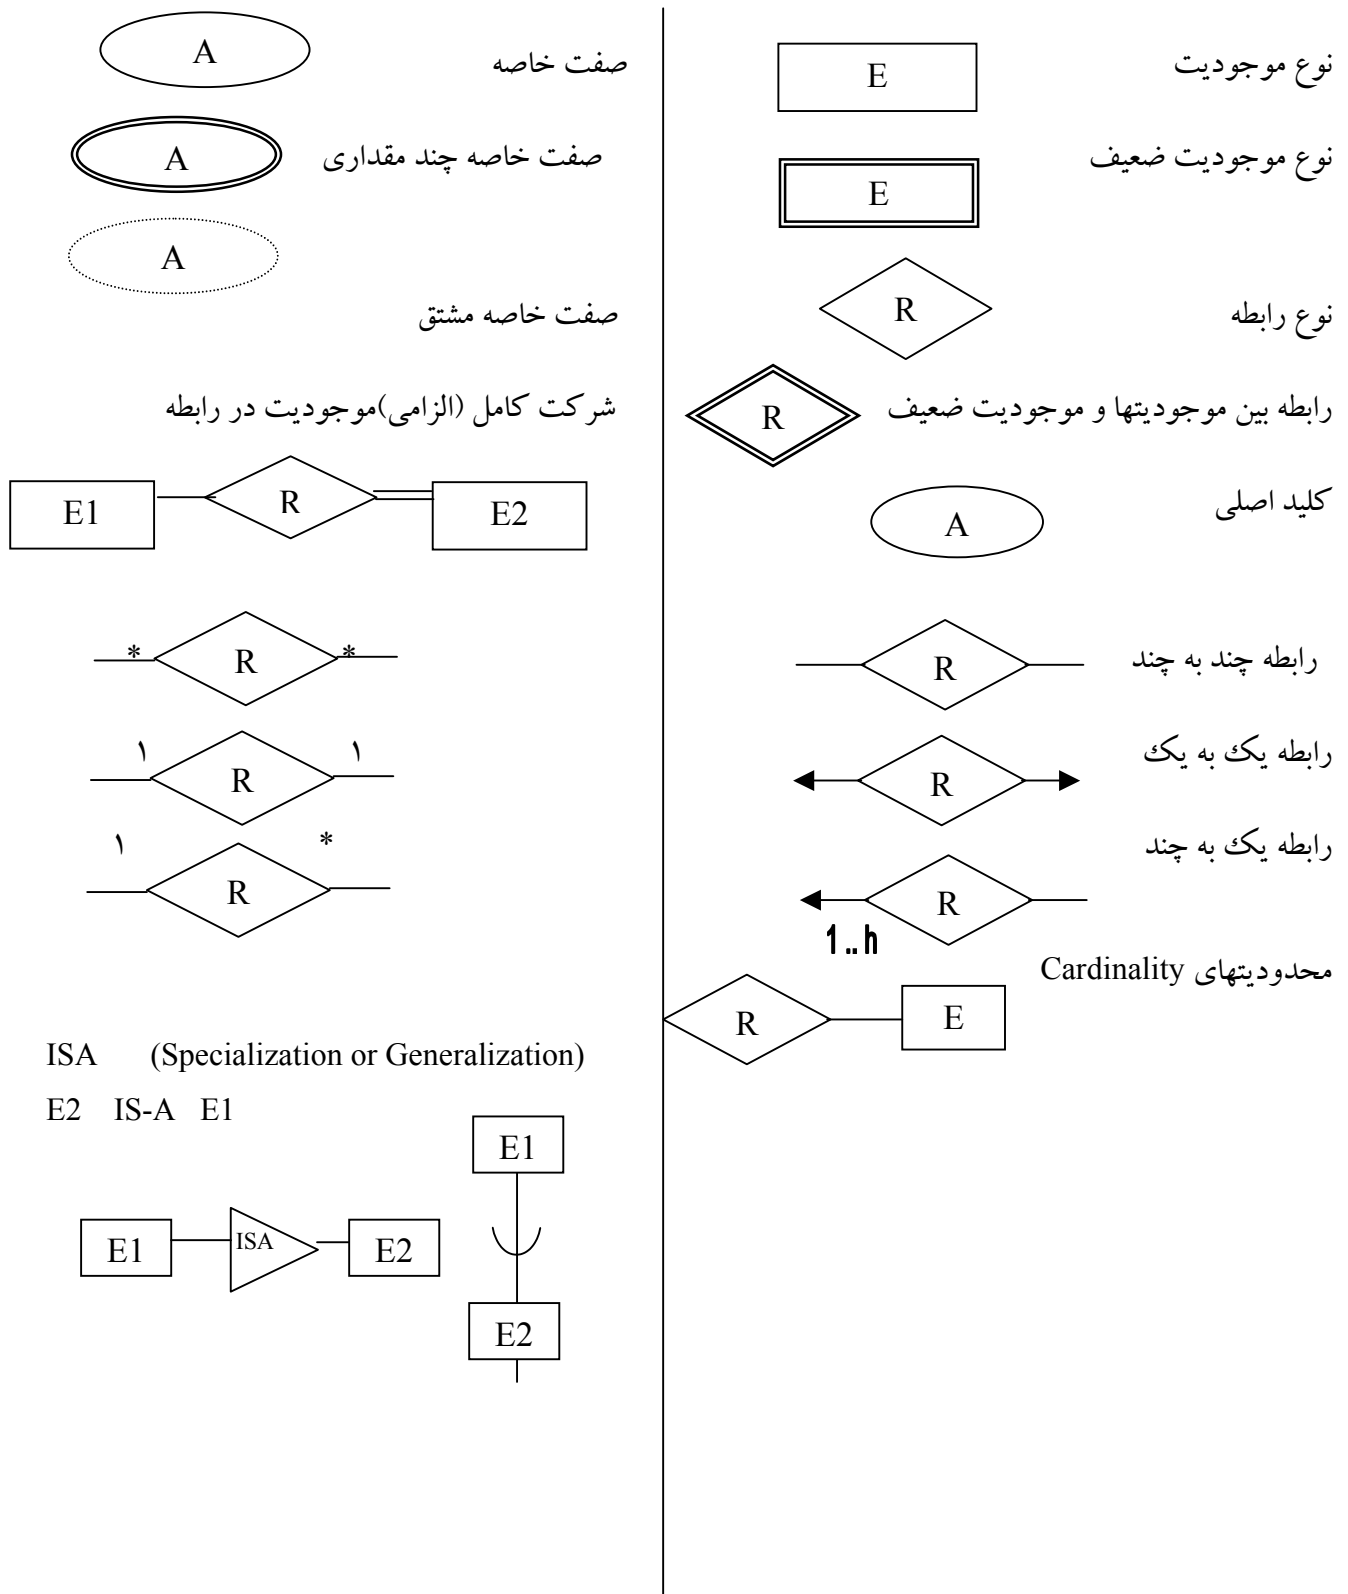 نوع موجودیت
E
نوع موجودیت ضعیف
E
نوع رابطه
R
رابطه بین موجودیتها و موجودیت ضعیف
R
کلید اصلی
A
رابطه چند به چند
R
رابطه یک به یک
R
رابطه یک به چند
R
1..h
محدودیتهای Cardinality
R E
صفت خاصه
A
صفت خاصه چند مقداری
A
A
صفت خاصه مشتق
شرکت کامل (الزامی)موجودیت در رابطه
E1 R E2
* R *
۱ R ۱
۱ R *
ISA (Specialization or Generalization)
E2 IS-A E1
E1
E1 ISA E2
E2